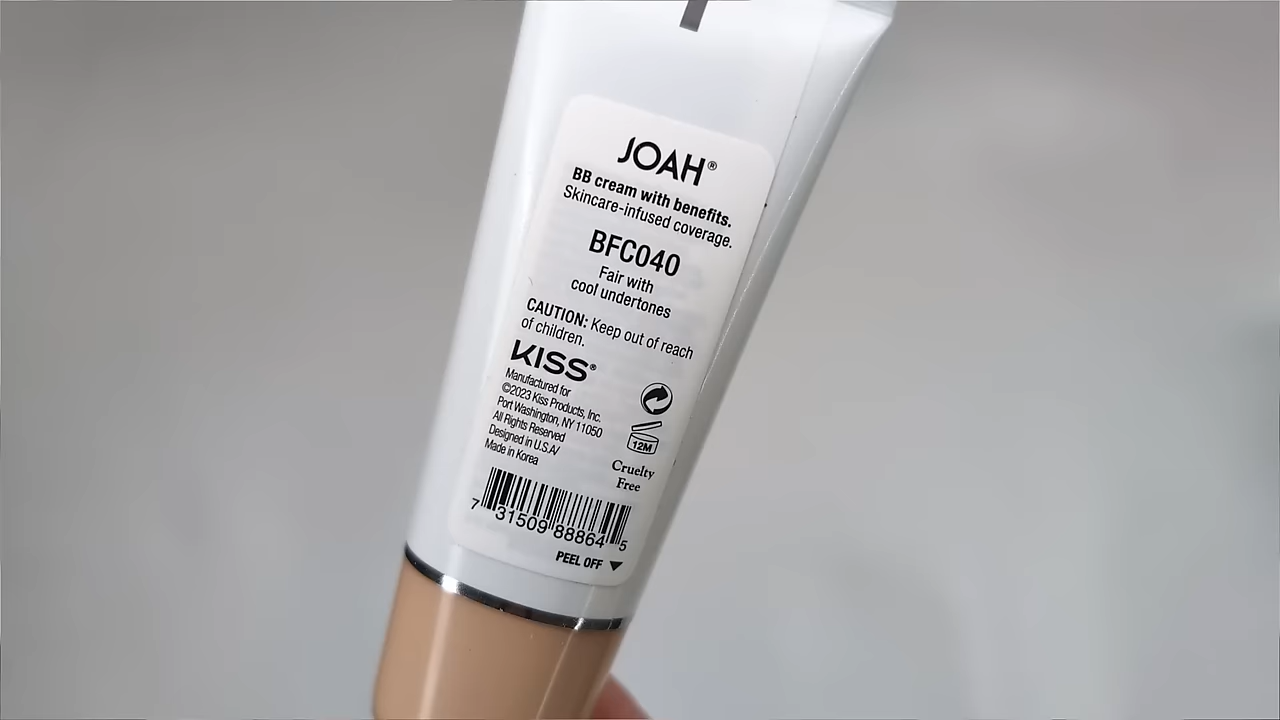 JOAH®
BB cream with benefits.
Skincare-infused coverage.
BFC040
Fair with
cool undertones
CAUTION: Keep out of reach
of children.
KISS®
Manufactured for
©2023 Kiss Products, Inc.
Port Washington, NY 11050
All Rights Reserved
Designed in U.S.A/
Made in Korea
12M
Cruelty
Free
7 31509 88864 5
PEEL OFF